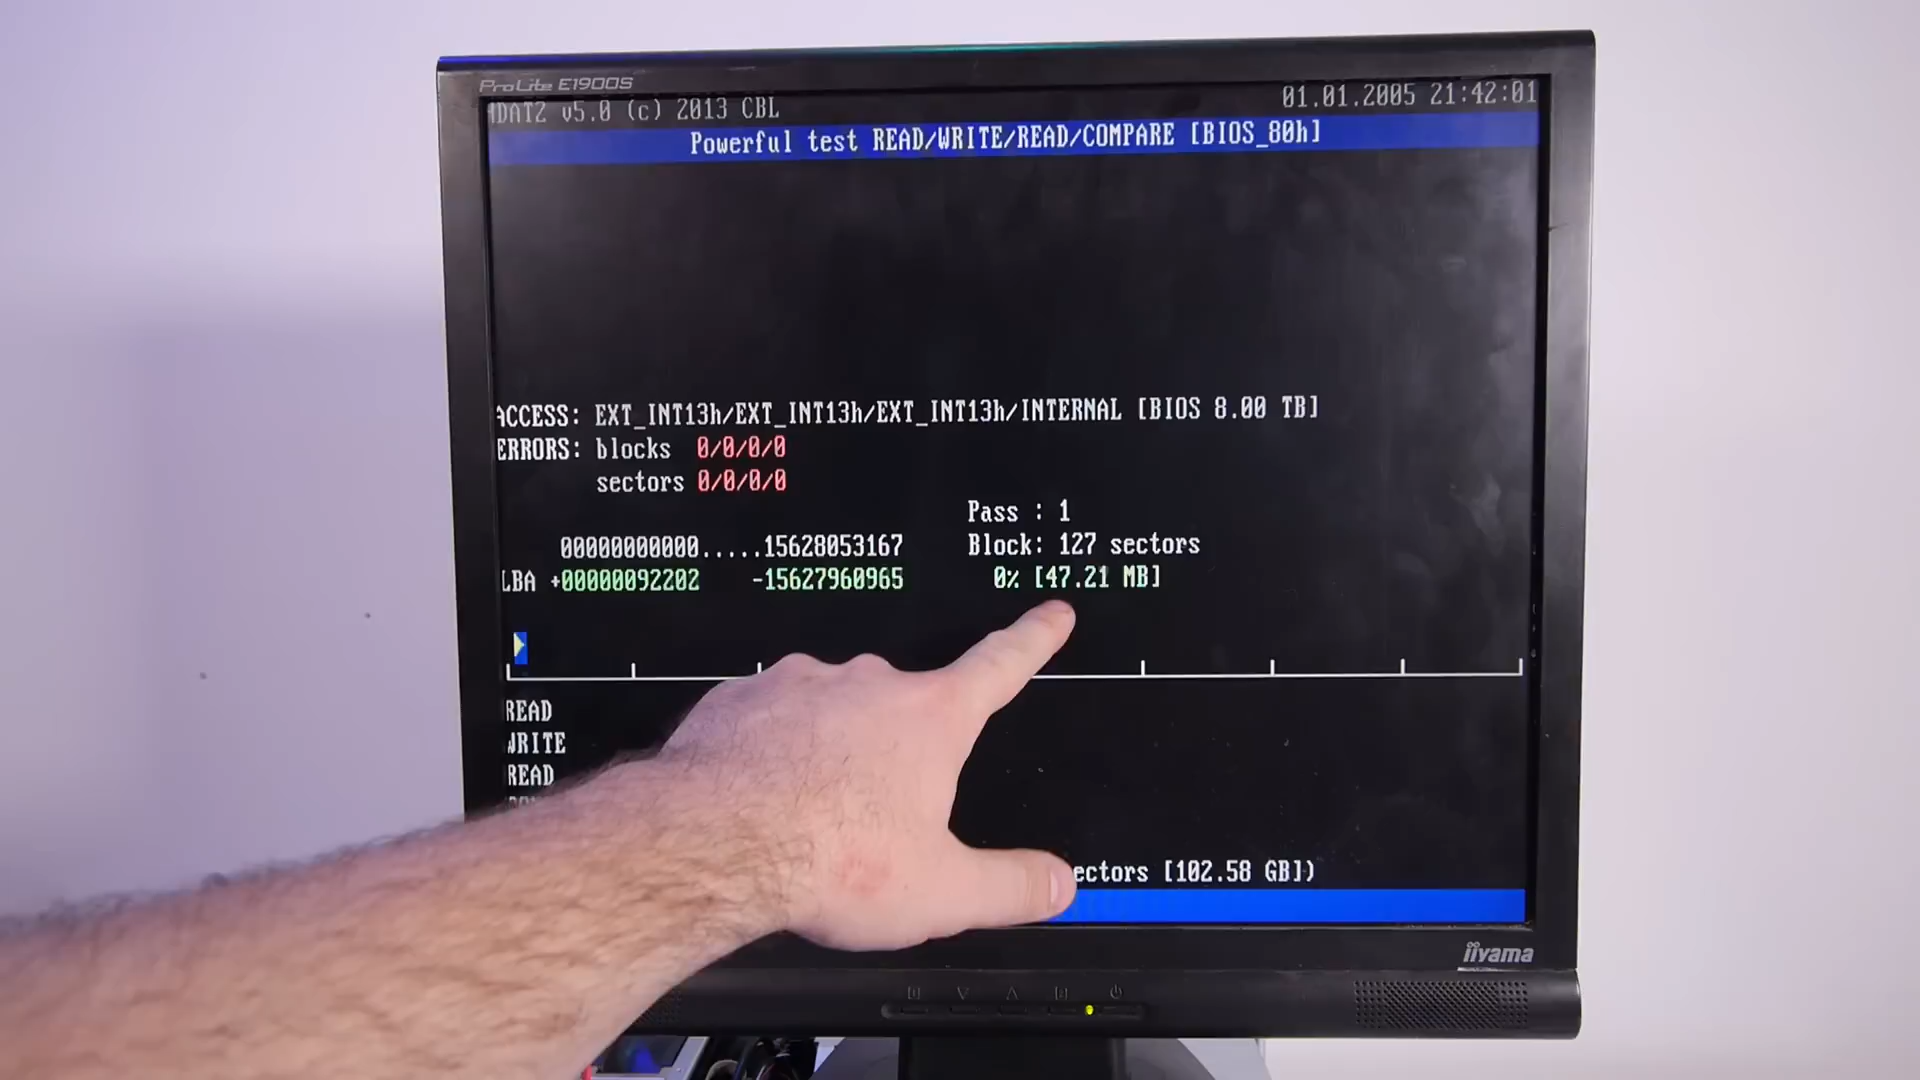 ProLite E1900S
HDAT2 v5.0 (c) 2013 CBL
01.01.2005 21:42:01
Powerful test READ/WRITE/READ/COMPARE [BIOS_80h]
ACCESS: EXT_INT13h/EXT_INT13h/EXT_INT13h/INTERNAL [BIOS 8.00 TB]
ERRORS: blocks 0/0/0/0
sectors 0/0/0/0
Pass : 1
00000000000.....15628053167 Block: 127 sectors
LBA +00000092202 -15627960965 0% [47.21 MB]
READ
WRITE
READ
ectors [102.58 GB])
iiyama